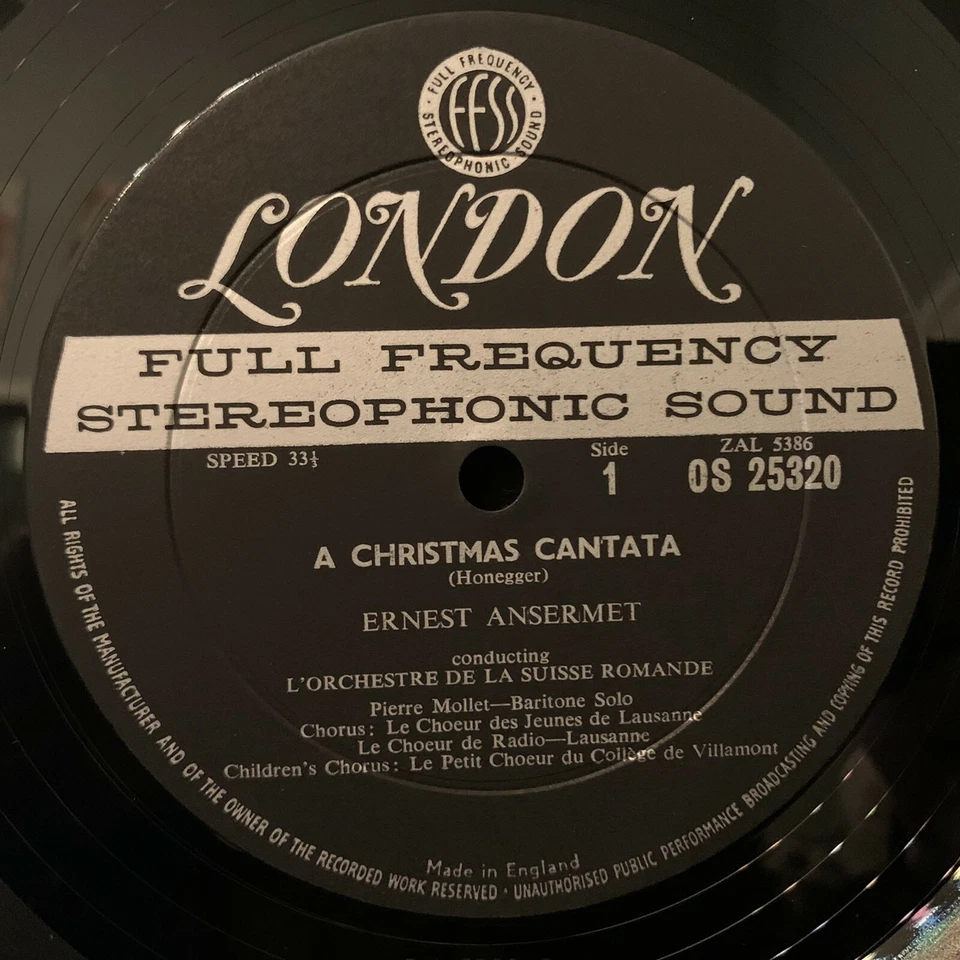 FULL FREQUENCY
FFSS
STEREOPHONIC SOUND
LONDON
FULL FREQUENCY
STEREOPHONIC SOUND
SPEED 33⅓
Side
1
ZAL 5386
OS 25320
A CHRISTMAS CANTATA
(Honegger)
ERNEST ANSERMET
conducting
L'ORCHESTRE DE LA SUISSE ROMANDE
Pierre Mollet—Baritone Solo
Chorus: Le Choeur des Jeunes de Lausanne
Le Choeur de Radio—Lausanne
Children's Chorus: Le Petit Choeur du Collège de Villamont
Made in England
ALL RIGHTS OF THE MANUFACTURER AND OF THE OWNER OF THE RECORDED WORK RESERVED · UNAUTHORISED PUBLIC PERFORMANCE BROADCASTING AND COPYING OF THIS RECORD PROHIBITED